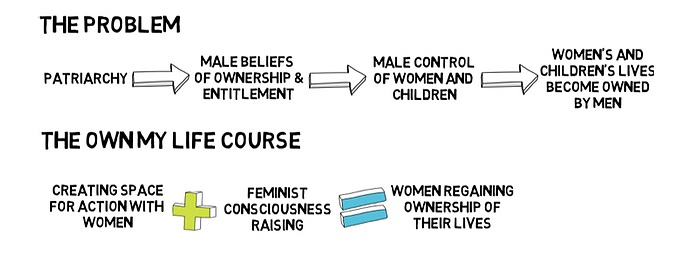 THE PROBLEM
PATRIARCHY
MALE BELIEFS
OF OWNERSHIP &
ENTITLEMENT
MALE CONTROL
OF WOMEN AND
CHILDREN
WOMEN'S AND
CHILDREN'S LIVES
BECOME OWNED
BY MEN
THE OWN MY LIFE COURSE
CREATING SPACE
FOR ACTION WITH
WOMEN
FEMINIST
CONSCIOUSNESS
RAISING
WOMEN REGAINING
OWNERSHIP OF
THEIR LIVES